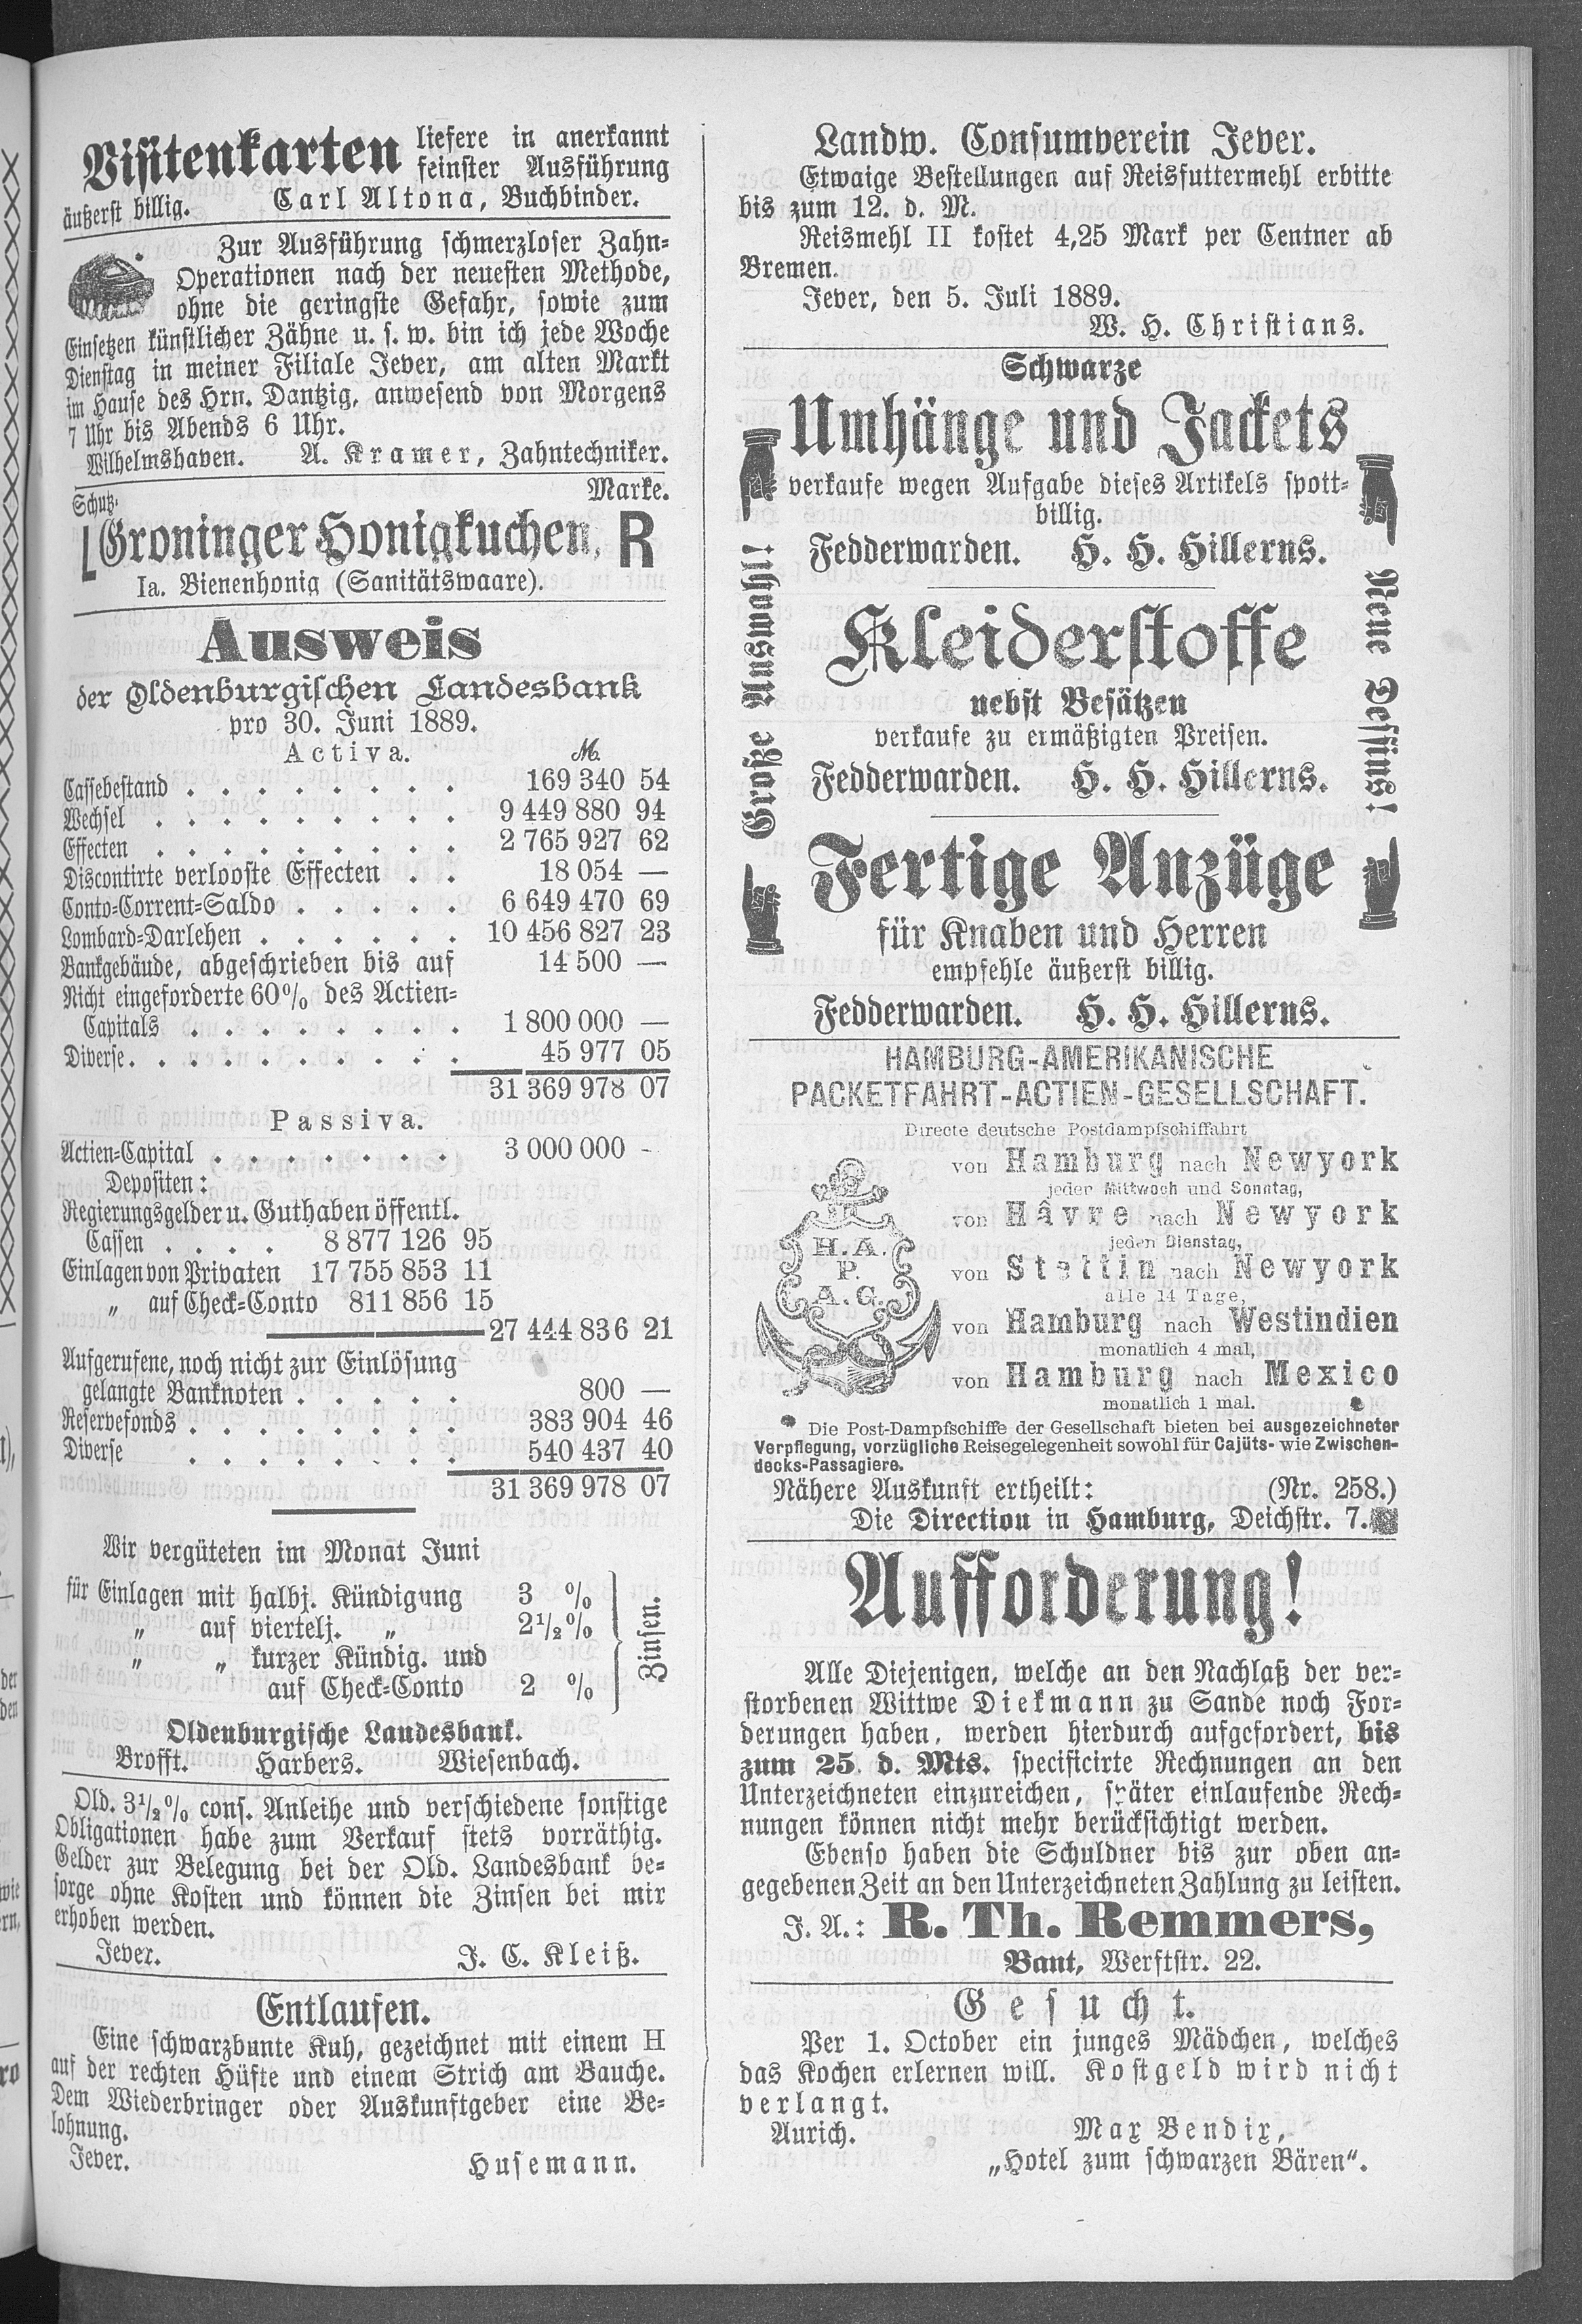 Visitenkarten liefere in anerkannt
feinster Ausführung
äußerst billig. Carl Altona, Buchbinder.
Zur Ausführung schmerzloser Zahn-
Operationen nach der neuesten Methode,
ohne die geringste Gefahr, sowie zum
Einsetzen künstlicher Zähne u. s. w. bin ich jede Woche
Dienstag in meiner Filiale Jever, am alten Markt
im Hause des Hrn. Dantzig, anwesend von Morgens
7 Uhr bis Abends 6 Uhr.
Wilhelmshaven. A. Kramer, Zahntechniker.
Schutz- Marke.
L Groninger Honigkuchen, R
Ia. Bienenhonig (Sanitätswaare).
Ausweis
der Oldenburgischen Landesbank
pro 30. Juni 1889.
Activa. M.
Cassebestand . . . . . . . . 169 340 54
Wechsel . . . . . . . . . 9 449 880 94
Effecten . . . . . . . . . 2 765 927 62
Discontirte verlooste Effecten . . 18 054 —
Conto-Corrent-Saldo . . . . . 6 649 470 69
Lombard-Darlehen . . . . . . 10 456 827 23
Bankgebäude, abgeschrieben bis auf 14 500 —
Nicht eingeforderte 60% des Actien-
Capitals . . . . . . . . 1 800 000 —
Diverse . . . . . . . . . 45 977 05
31 369 978 07
Passiva.
Actien-Capital . . . . . . . 3 000 000 -
Depositen:
Regierungsgelder u. Guthaben öffentl.
Cassen . . . . 8 877 126 95
Einlagen von Privaten 17 755 853 11
„ auf Check-Conto 811 856 15
27 444 836 21
Aufgerufene, noch nicht zur Einlösung
gelangte Banknoten . . . . . 800 —
Reservefonds . . . . . . . . 383 904 46
Diverse . . . . . . . . 540 437 40
31 369 978 07
Wir vergüteten im Monat Juni
für Einlagen mit halbj. Kündigung 3 %
„ auf viertelj. „ 2½%
„ „ kurzer Kündig. und
auf Check-Conto 2 %
Zinsen.
Oldenburgische Landesbank.
Brofft. Harbers. Wiesenbach.
Old. 3½% cons. Anleihe und verschiedene sonstige
Obligationen habe zum Verkauf stets vorräthig.
Gelder zur Belegung bei der Old. Landesbank be-
sorge ohne Kosten und können die Zinsen bei mir
erhoben werden.
Jever. J. C. Kleiß.
Entlaufen.
Eine schwarzbunte Kuh, gezeichnet mit einem H
auf der rechten Hüfte und einem Strich am Bauche.
Dem Wiederbringer oder Auskunftgeber eine Be-
lohnung.
Jever. Husemann.
Landw. Consumverein Jever.
Etwaige Bestellungen auf Reisfuttermehl erbitte
bis zum 12. d. M.
Reismehl II kostet 4,25 Mark per Centner ab
Bremen.
Jever, den 5. Juli 1889.
W. H. Christians.
Schwarze
Umhänge und Jackets
verkaufe wegen Aufgabe dieses Artikels spott-
billig.
Fedderwarden. H. H. Hillerns.
Große Auswahl!
Kleiderstoffe
nebst Besätzen
verkaufe zu ermäßigten Preisen.
Fedderwarden. H. H. Hillerns.
Neue Dessins!
Fertige Anzüge
für Knaben und Herren
empfehle äußerst billig.
Fedderwarden. H. H. Hillerns.
HAMBURG-AMERIKANISCHE
PACKETFAHRT-ACTIEN-GESELLSCHAFT.
Directe deutsche Postdampfschiffahrt
H. A.
P.
A. G.
von Hamburg nach Newyork
jeden Mittwoch und Sonntag,
von Hâvre nach Newyork
jeden Dienstag,
von Stettin nach Newyork
alle 14 Tage,
von Hamburg nach Westindien
monatlich 4 mal,
von Hamburg nach Mexico
monatlich 1 mal.
Die Post-Dampfschiffe der Gesellschaft bieten bei ausgezeichneter
Verpflegung, vorzügliche Reisegelegenheit sowohl für Cajüts- wie Zwischen-
decks-Passagiere.
Nähere Auskunft ertheilt: (Nr. 258.)
Die Direction in Hamburg, Deichstr. 7.
Aufforderung!
Alle Diejenigen, welche an den Nachlaß der ver-
storbenen Wittwe Diekmann zu Sande noch For-
derungen haben, werden hierdurch aufgefordert, bis
zum 25. d. Mts. specificirte Rechnungen an den
Unterzeichneten einzureichen, später einlaufende Rech-
nungen können nicht mehr berücksichtigt werden.
Ebenso haben die Schuldner bis zur oben an-
gegebenen Zeit an den Unterzeichneten Zahlung zu leisten.
J. A.: R. Th. Remmers,
Bant, Werftstr. 22.
Gesucht.
Per 1. October ein junges Mädchen, welches
das Kochen erlernen will. Kostgeld wird nicht
verlangt.
Aurich. Max Bendix,
„Hotel zum schwarzen Bären“.